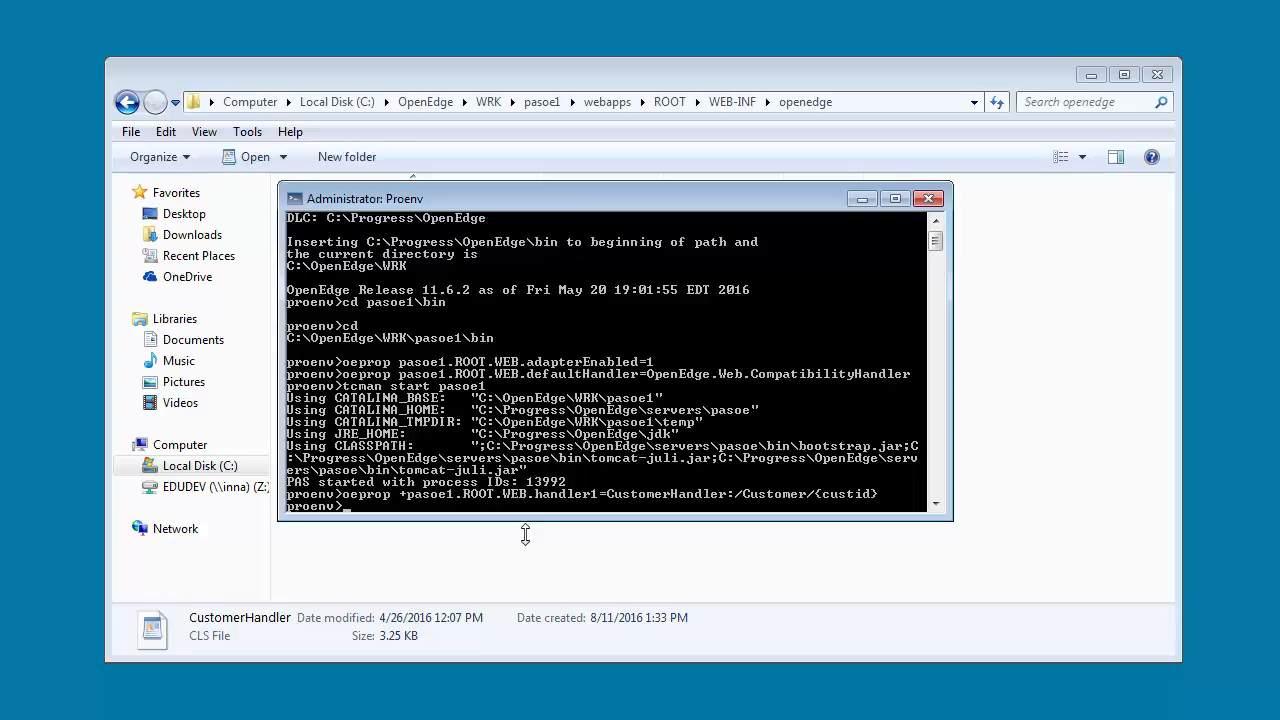 Computer Local Disk (C:) OpenEdge WRK pasoe1 webapps ROOT WEB-INF openedge Search openedge
File Edit View Tools Help
Organize Open New folder
Favorites
Desktop
Downloads
Recent Places
OneDrive
Libraries
Documents
Music
Pictures
Videos
Computer
Local Disk (C:)
EDUDEV (\\inna) (Z:)
Network
Administrator: Proenv
DLC: C:\Progress\OpenEdge
Inserting C:\Progress\OpenEdge\bin to beginning of path and
the current directory is
C:\OpenEdge\WRK
OpenEdge Release 11.6.2 as of Fri May 20 19:01:55 EDT 2016
proenv>cd pasoe1\bin
proenv>cd
C:\OpenEdge\WRK\pasoe1\bin
proenv>oeprop pasoe1.ROOT.WEB.adapterEnabled=1
proenv>oeprop pasoe1.ROOT.WEB.defaultHandler=OpenEdge.Web.CompatibilityHandler
proenv>tcman start pasoe1
Using CATALINA_BASE: "C:\OpenEdge\WRK\pasoe1"
Using CATALINA_HOME: "C:\Progress\OpenEdge\servers\pasoe"
Using CATALINA_TMPDIR: "C:\OpenEdge\WRK\pasoe1\temp"
Using JRE_HOME: "C:\Progress\OpenEdge\jdk"
Using CLASSPATH: ";C:\Progress\OpenEdge\servers\pasoe\bin\bootstrap.jar;C
:\Progress\OpenEdge\servers\pasoe\bin\tomcat-juli.jar;C:\Progress\OpenEdge\serv
ers\pasoe\bin\tomcat-juli.jar"
PAS started with process IDs: 13992
proenv>oeprop +pasoe1.ROOT.WEB.handler1=CustomerHandler:/Customer/{custid}
proenv>_
CustomerHandler Date modified: 4/26/2016 12:07 PM Date created: 8/11/2016 1:33 PM
CLS File Size: 3.25 KB